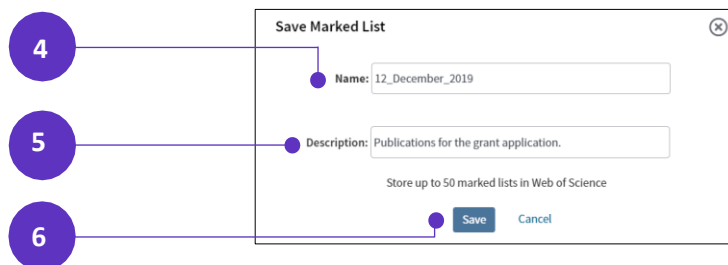 Save Marked List
4
Name: 12_December_2019
5
Description: Publications for the grant application.
Store up to 50 marked lists in Web of Science
6
Save Cancel